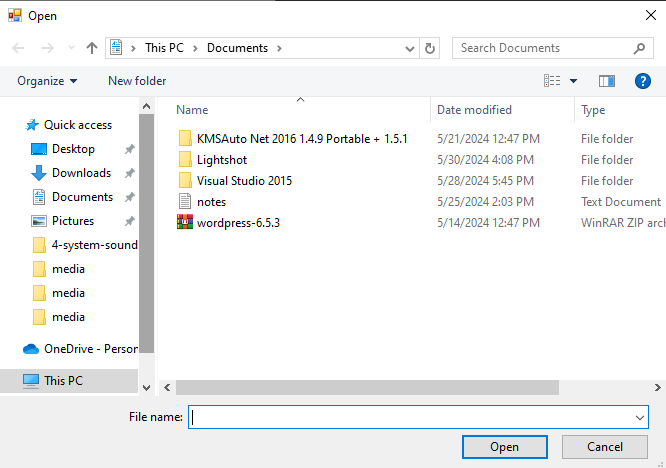 Open
This PC > Documents >
Search Documents
Organize
New folder
Name
Date modified
Type
Quick access
Desktop
Downloads
Documents
Pictures
4-system-sound
media
media
media
OneDrive - Person
This PC
KMSAuto Net 2016 1.4.9 Portable + 1.5.1 5/21/2024 12:47 PM File folder
Lightshot 5/30/2024 4:08 PM File folder
Visual Studio 2015 5/28/2024 5:45 PM File folder
notes 5/25/2024 2:03 PM Text Document
wordpress-6.5.3 5/14/2024 12:47 PM WinRAR ZIP arch
File name:
Open
Cancel